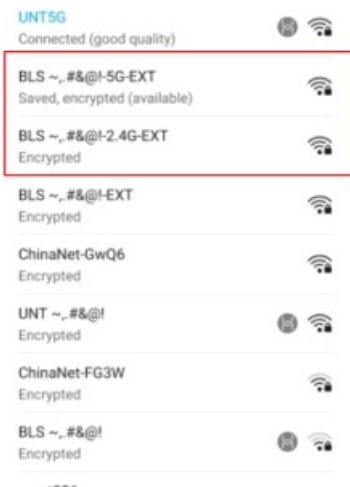 UNT5G
Connected (good quality)
BLS ~,.#&@!-5G-EXT
Saved, encrypted (available)
BLS ~,.#&@!-2.4G-EXT
Encrypted
BLS ~,.#&@!-EXT
Encrypted
ChinaNet-GwQ6
Encrypted
UNT ~,.#&@!
Encrypted
ChinaNet-FG3W
Encrypted
BLS ~,.#&@!
Encrypted